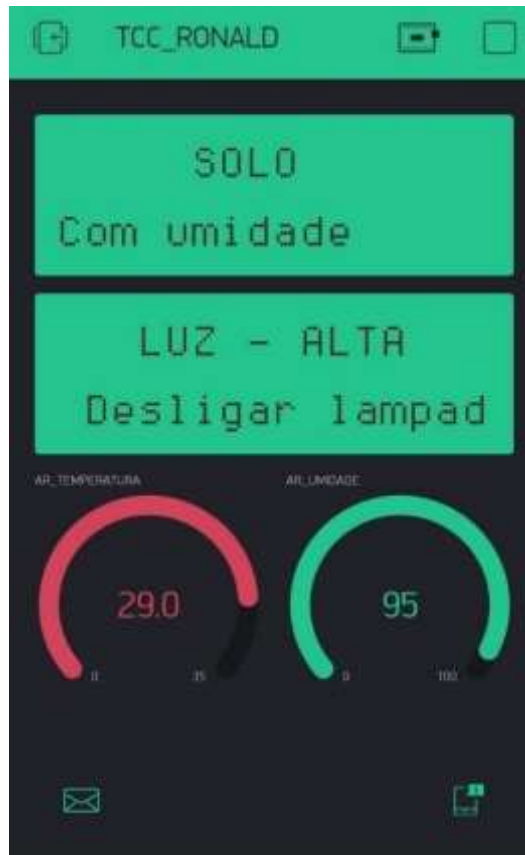 TCC_RONALD
SOLO
Com umidade
LUZ - ALTA
Desligar lampad
AR_TEMPERATURA
AR_UMIDADE
29.0
95
0
35
0
100